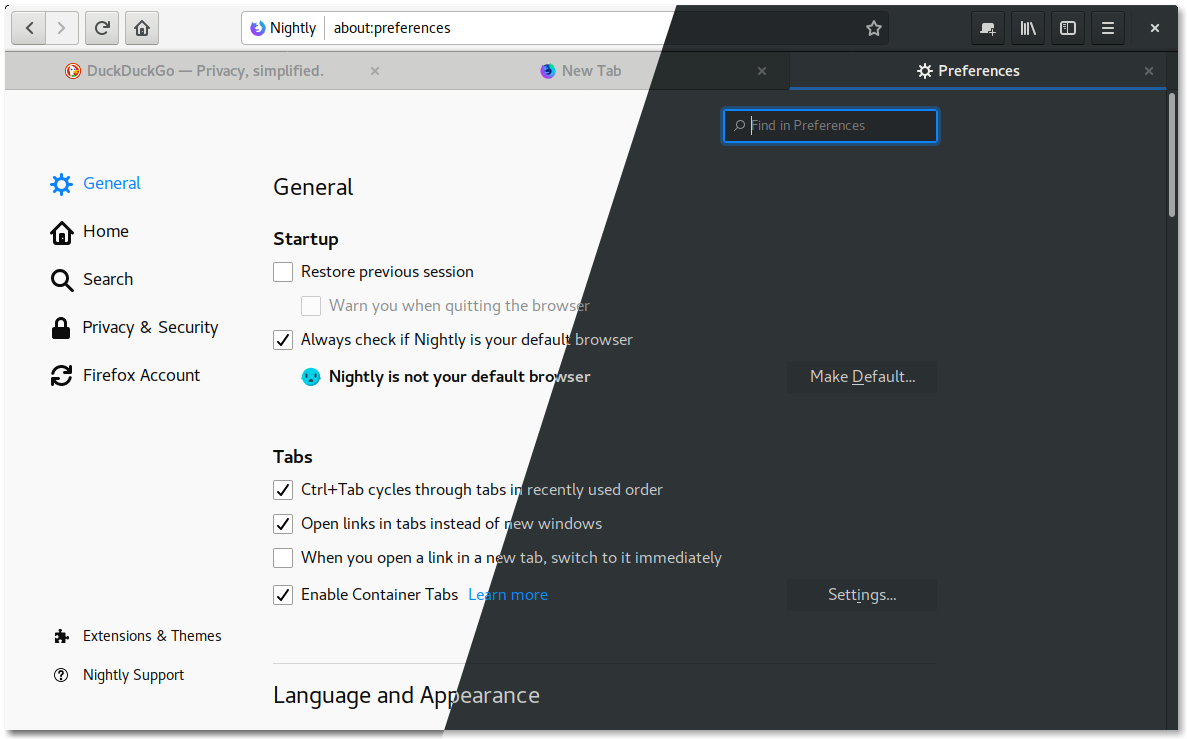 Nightly about:preferences
DuckDuckGo — Privacy, simplified.
New Tab
Preferences
Find in Preferences
General
Home
Search
Privacy & Security
Firefox Account
Extensions & Themes
Nightly Support
General
Startup
Restore previous session
Warn you when quitting the browser
Always check if Nightly is your default browser
Nightly is not your default browser
Make Default...
Tabs
Ctrl+Tab cycles through tabs in recently used order
Open links in tabs instead of new windows
When you open a link in a new tab, switch to it immediately
Enable Container Tabs Learn more
Settings...
Language and Appearance